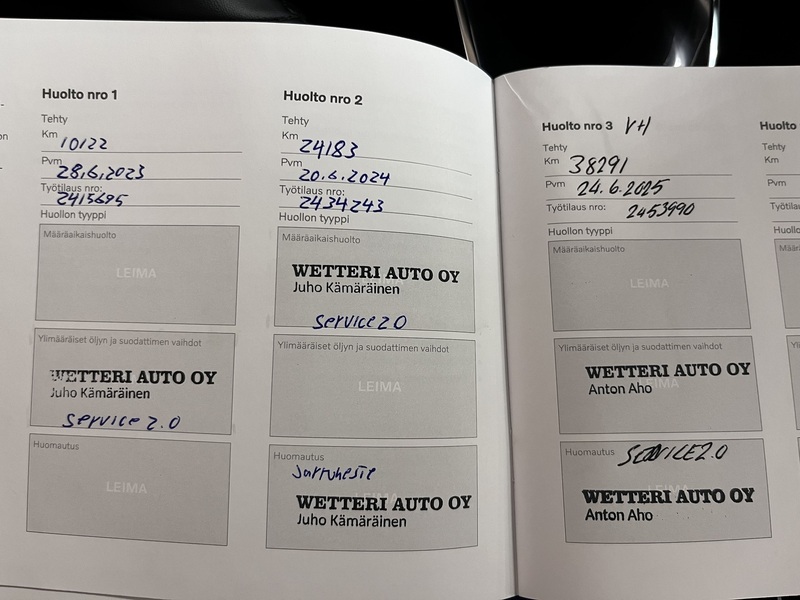 Huolto nro 1
Tehty
Km 10122
Pvm 28.6.2023
Työtilaus nro: 2415695
Huollon tyyppi
Määräaikaishuolto
LEIMA
Ylimääräiset öljyn ja suodattimen vaihdot
WETTERI AUTO OY
Juho Kämäräinen
Service 2.0
Huomautus
LEIMA
Huolto nro 2
Tehty
Km 24183
Pvm 20.6.2024
Työtilaus nro: 2434243
Huollon tyyppi
Määräaikaishuolto
WETTERI AUTO OY
Juho Kämäräinen
Service 2.0
Ylimääräiset öljyn ja suodattimen vaihdot
LEIMA
Huomautus
Jarruneste
WETTERI AUTO OY
Juho Kämäräinen
Huolto nro 3 VH
Tehty
Km 38291
Pvm 24.6.2025
Työtilaus nro: 2453990
Huollon tyyppi
Määräaikaishuolto
LEIMA
Ylimääräiset öljyn ja suodattimen vaihdot
WETTERI AUTO OY
LEIMA
Anton Aho
Huomautus SERVICE 2.0
WETTERI AUTO OY
Anton Aho
Huolto
Tehty
Km
Pvm